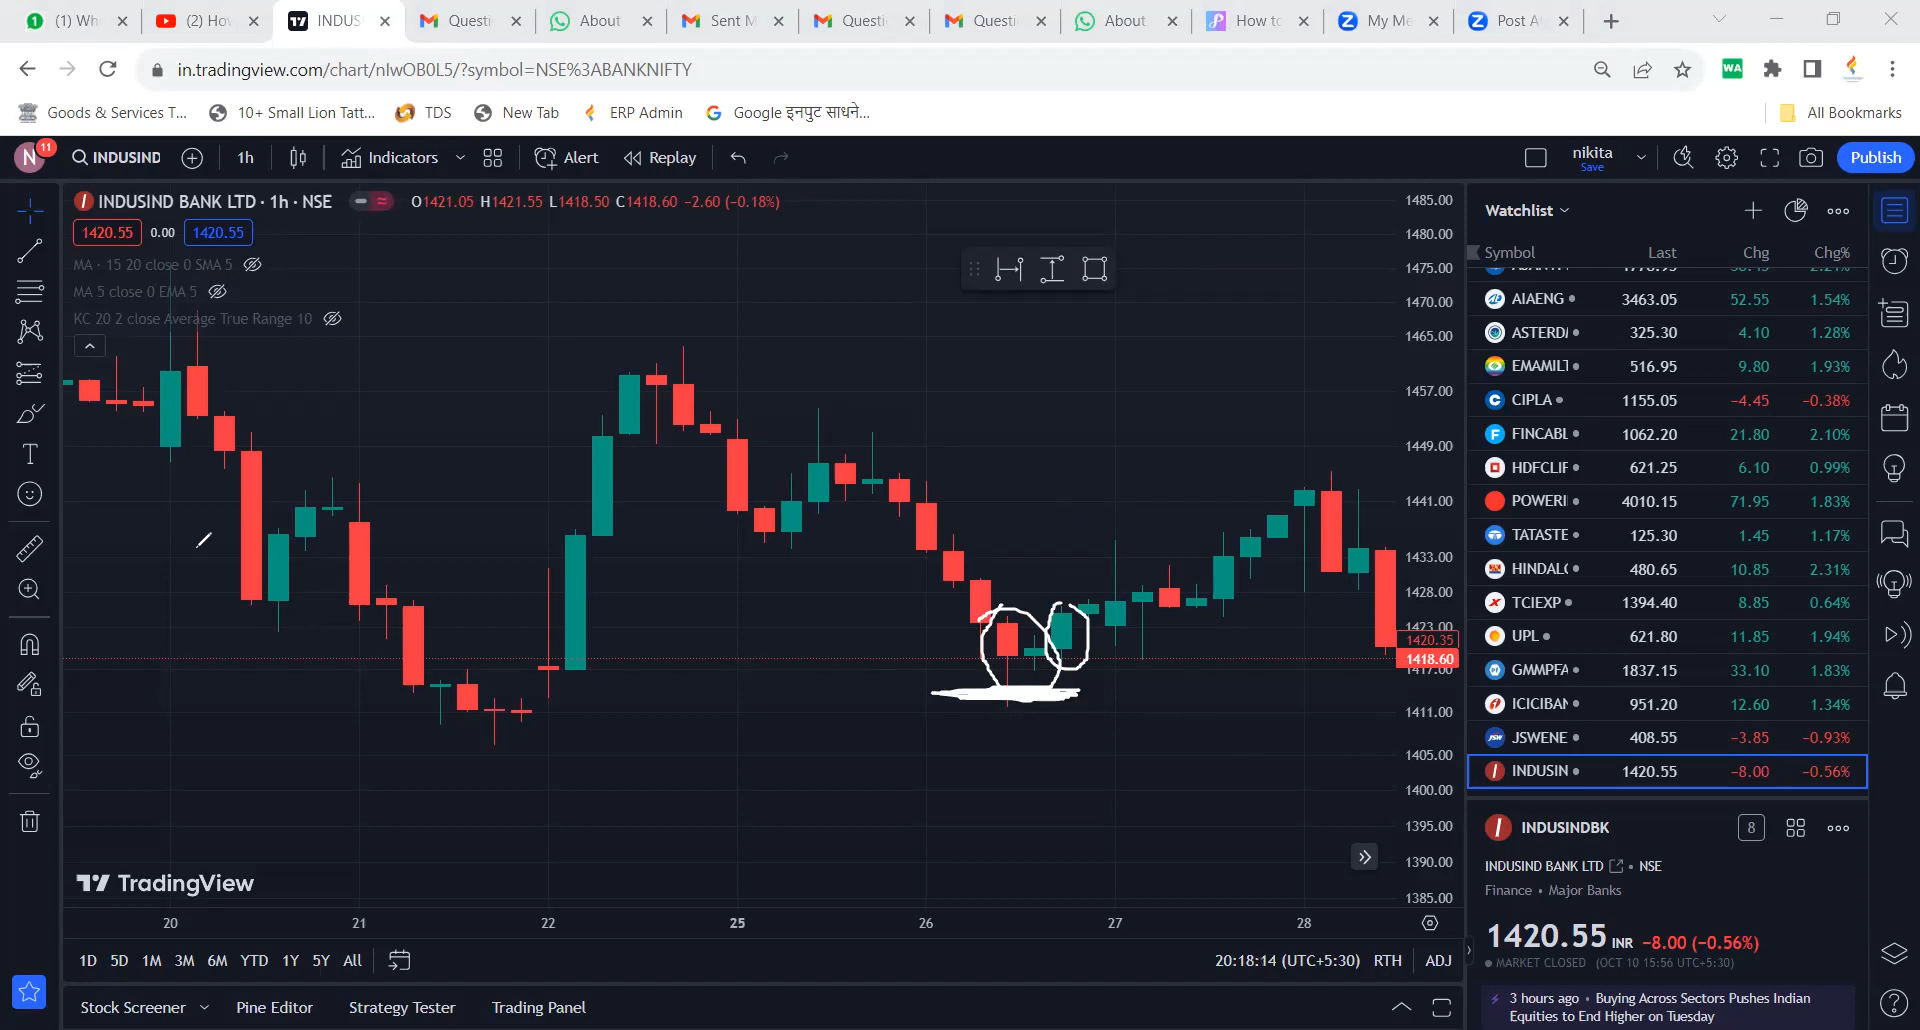 (1) Wh
(2) Hov
INDUS
Questi
About
Sent M
Questi
Questi
About
How to
My Me
Post A
in.tradingview.com/chart/nIwOB0L5/?symbol=NSE%3ABANKNIFTY
WA
Goods & Services T...
10+ Small Lion Tatt...
TDS
New Tab
ERP Admin
Google इनपुट साधने...
All Bookmarks
N 11
INDUSIND
1h
Indicators
Alert
Replay
nikita
Save
Publish
INDUSIND BANK LTD · 1h · NSE
O1421.05 H1421.55 L1418.50 C1418.60 −2.60 (−0.18%)
1420.55 0.00 1420.55
MA · 15 20 close 0 SMA 5
MA 5 close 0 EMA 5
KC 20 2 close Average True Range 10
1485.00
1480.00
1475.00
1470.00
1465.00
1457.00
1449.00
1441.00
1433.00
1428.00
1423.00
1420.35
1418.60
1417.00
1411.00
1405.00
1400.00
1395.00
1390.00
1385.00
TradingView
20 21 22 25 26 27 28
1D 5D 1M 3M 6M YTD 1Y 5Y All
20:18:14 (UTC+5:30) RTH ADJ
Stock Screener
Pine Editor
Strategy Tester
Trading Panel
Watchlist
Symbol Last Chg Chg%
AIAENG 3463.05 52.55 1.54%
ASTERD 325.30 4.10 1.28%
EMAMIL 516.95 9.80 1.93%
CIPLA 1155.05 −4.45 −0.38%
FINCABL 1062.20 21.80 2.10%
HDFCLIF 621.25 6.10 0.99%
POWERI 4010.15 71.95 1.83%
TATASTE 125.30 1.45 1.17%
HINDAL 480.65 10.85 2.31%
TCIEXP 1394.40 8.85 0.64%
UPL 621.80 11.85 1.94%
GMMPFA 1837.15 33.10 1.83%
ICICIBAN 951.20 12.60 1.34%
JSWENE 408.55 −3.85 −0.93%
INDUSIN 1420.55 −8.00 −0.56%
INDUSINDBK
8
INDUSIND BANK LTD • NSE
Finance • Major Banks
1420.55 INR −8.00 (−0.56%)
MARKET CLOSED (OCT 10 15:56 UTC+5:30)
3 hours ago • Buying Across Sectors Pushes Indian
Equities to End Higher on Tuesday